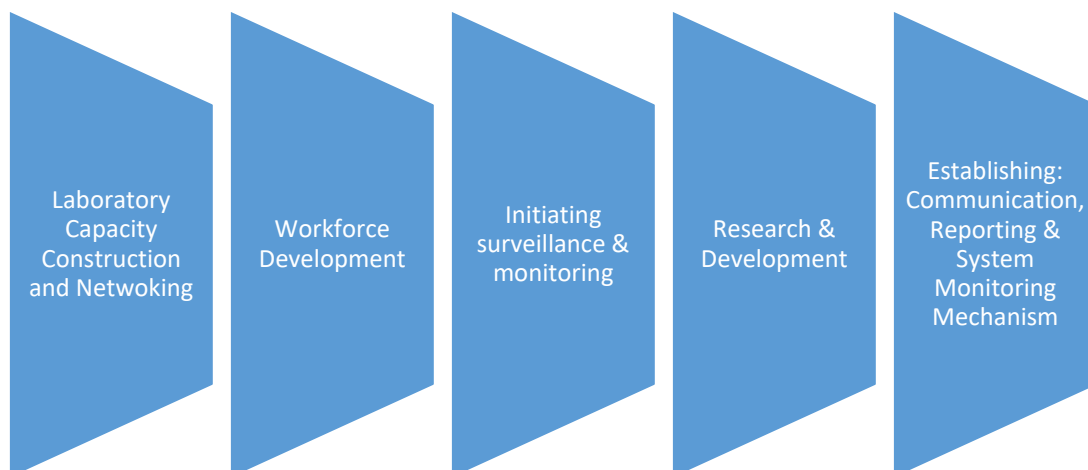 Laboratory
Capacity
Construction
and Netwoking
Workforce
Development
Initiating
surveillance &
monitoring
Research &
Development
Establishing:
Communication,
Reporting &
System
Monitoring
Mechanism